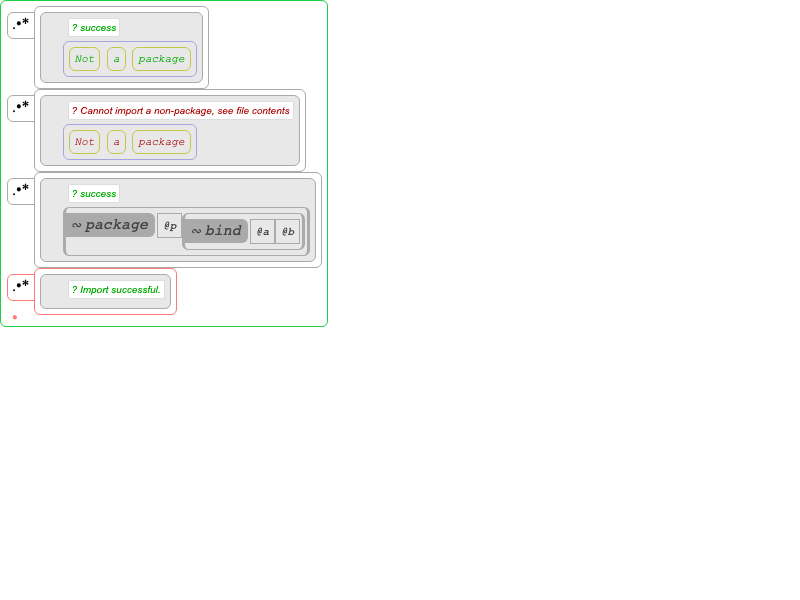 .•*
? success
Not a package
.•*
? Cannot import a non-package, see file contents
Not a package
.•*
? success
∾ package @p ∾ bind @a @b
.•*
? Import successful.
•